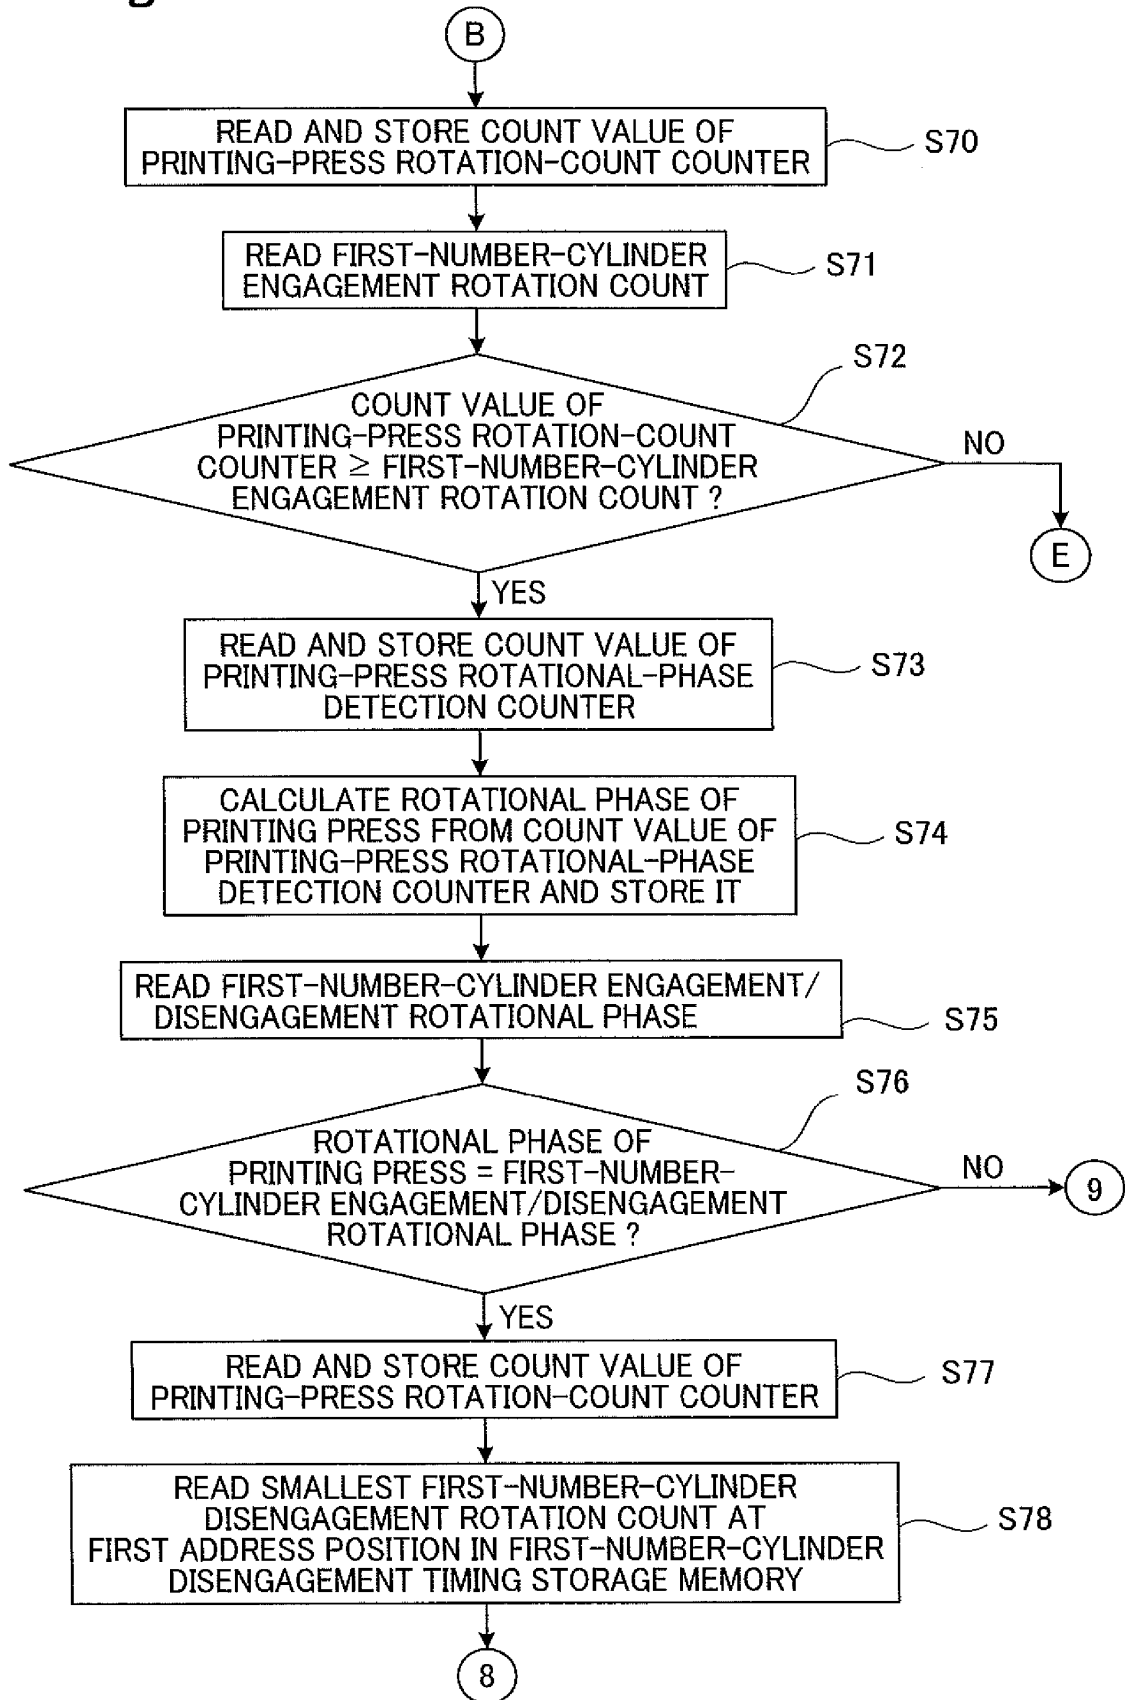 B
READ AND STORE COUNT VALUE OF
PRINTING-PRESS ROTATION-COUNT COUNTER
S70
READ FIRST-NUMBER-CYLINDER
ENGAGEMENT ROTATION COUNT
S71
S72
COUNT VALUE OF
PRINTING-PRESS ROTATION-COUNT
COUNTER ≥ FIRST-NUMBER-CYLINDER
ENGAGEMENT ROTATION COUNT ?
NO
E
YES
READ AND STORE COUNT VALUE OF
PRINTING-PRESS ROTATIONAL-PHASE
DETECTION COUNTER
S73
CALCULATE ROTATIONAL PHASE OF
PRINTING PRESS FROM COUNT VALUE OF
PRINTING-PRESS ROTATIONAL-PHASE
DETECTION COUNTER AND STORE IT
S74
READ FIRST-NUMBER-CYLINDER ENGAGEMENT/
DISENGAGEMENT ROTATIONAL PHASE
S75
S76
ROTATIONAL PHASE OF
PRINTING PRESS = FIRST-NUMBER-
CYLINDER ENGAGEMENT/DISENGAGEMENT
ROTATIONAL PHASE ?
NO
9
YES
READ AND STORE COUNT VALUE OF
PRINTING-PRESS ROTATION-COUNT COUNTER
S77
READ SMALLEST FIRST-NUMBER-CYLINDER
DISENGAGEMENT ROTATION COUNT AT
FIRST ADDRESS POSITION IN FIRST-NUMBER-CYLINDER
DISENGAGEMENT TIMING STORAGE MEMORY
S78
8